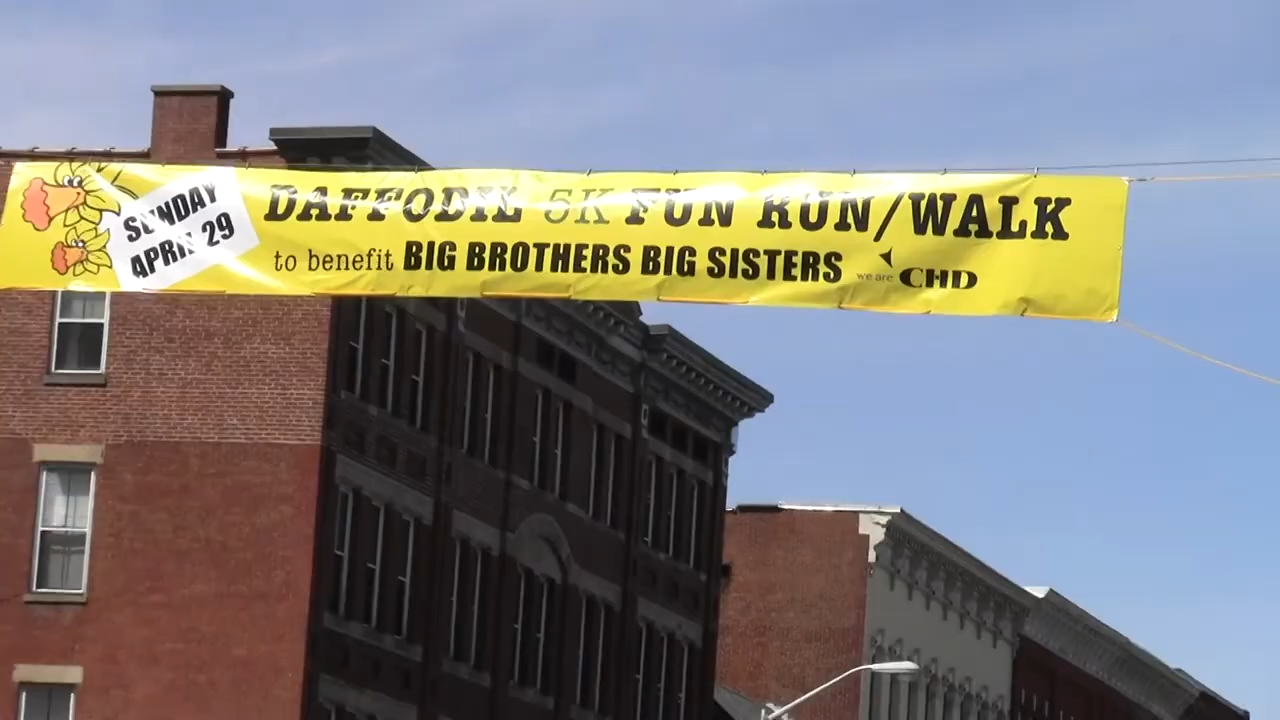 SUNDAY
APRIL 29
DAFFODIL 5K FUN RUN/WALK
to benefit BIG BROTHERS BIG SISTERS
we are CHD